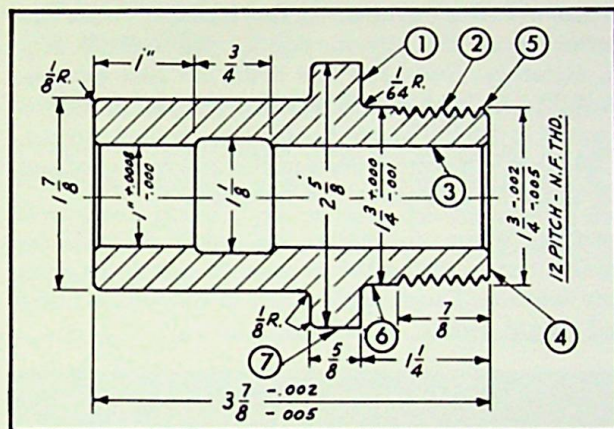 1 2 5
1/8 R.
1"
3/4
1/64 R.
1 7/8
1" +.0008 -.000
1 1/8
2 5/8
1 3/4 +.000 -.001
3
1 3/4 -.002 -.005
12 PITCH - N.F. THD.
1/8 R.
7
5/8
6
7/8
1 1/4
4
3 7/8 -.002 -.005